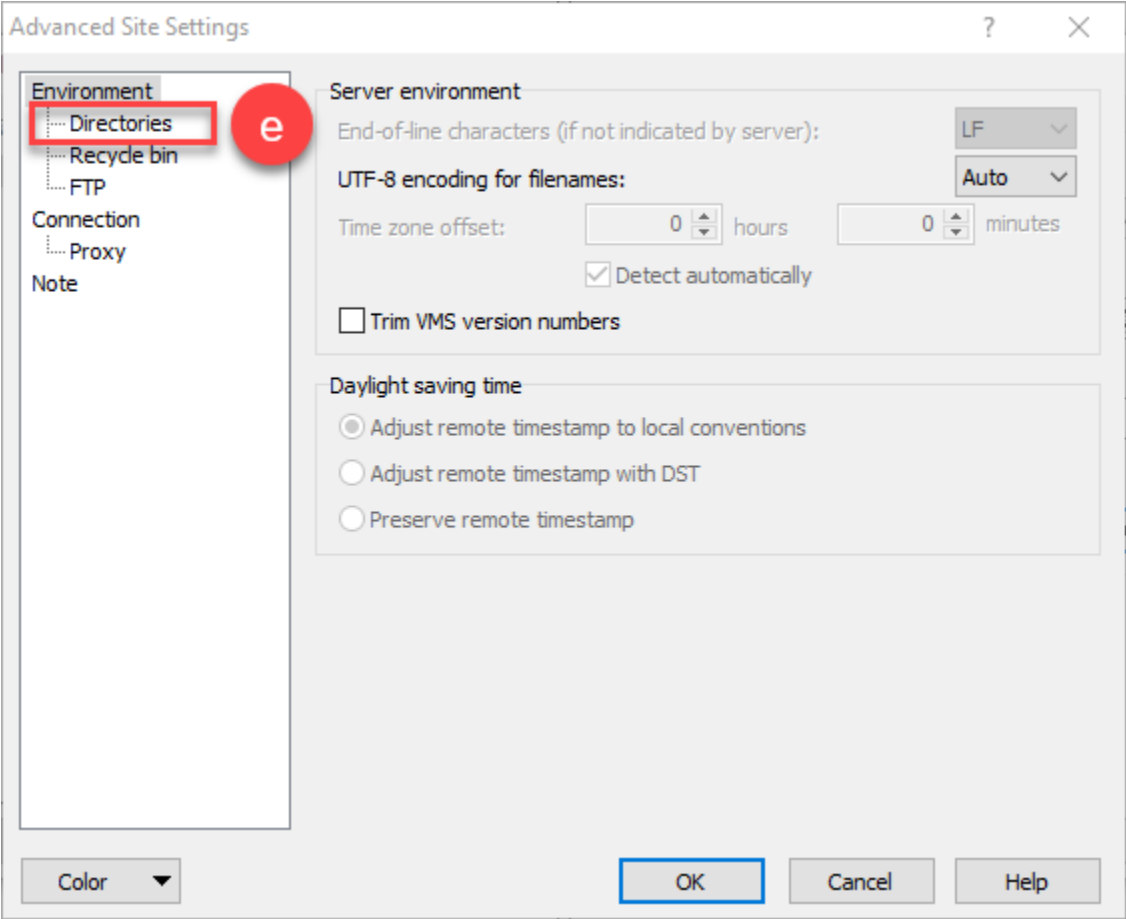 Advanced Site Settings ?
Environment
Directories
e
Recycle bin
FTP
Connection
Proxy
Note
Server environment
End-of-line characters (if not indicated by server): LF
UTF-8 encoding for filenames: Auto
Time zone offset: 0 hours 0 minutes
Detect automatically
Trim VMS version numbers
Daylight saving time
Adjust remote timestamp to local conventions
Adjust remote timestamp with DST
Preserve remote timestamp
Color OK Cancel Help